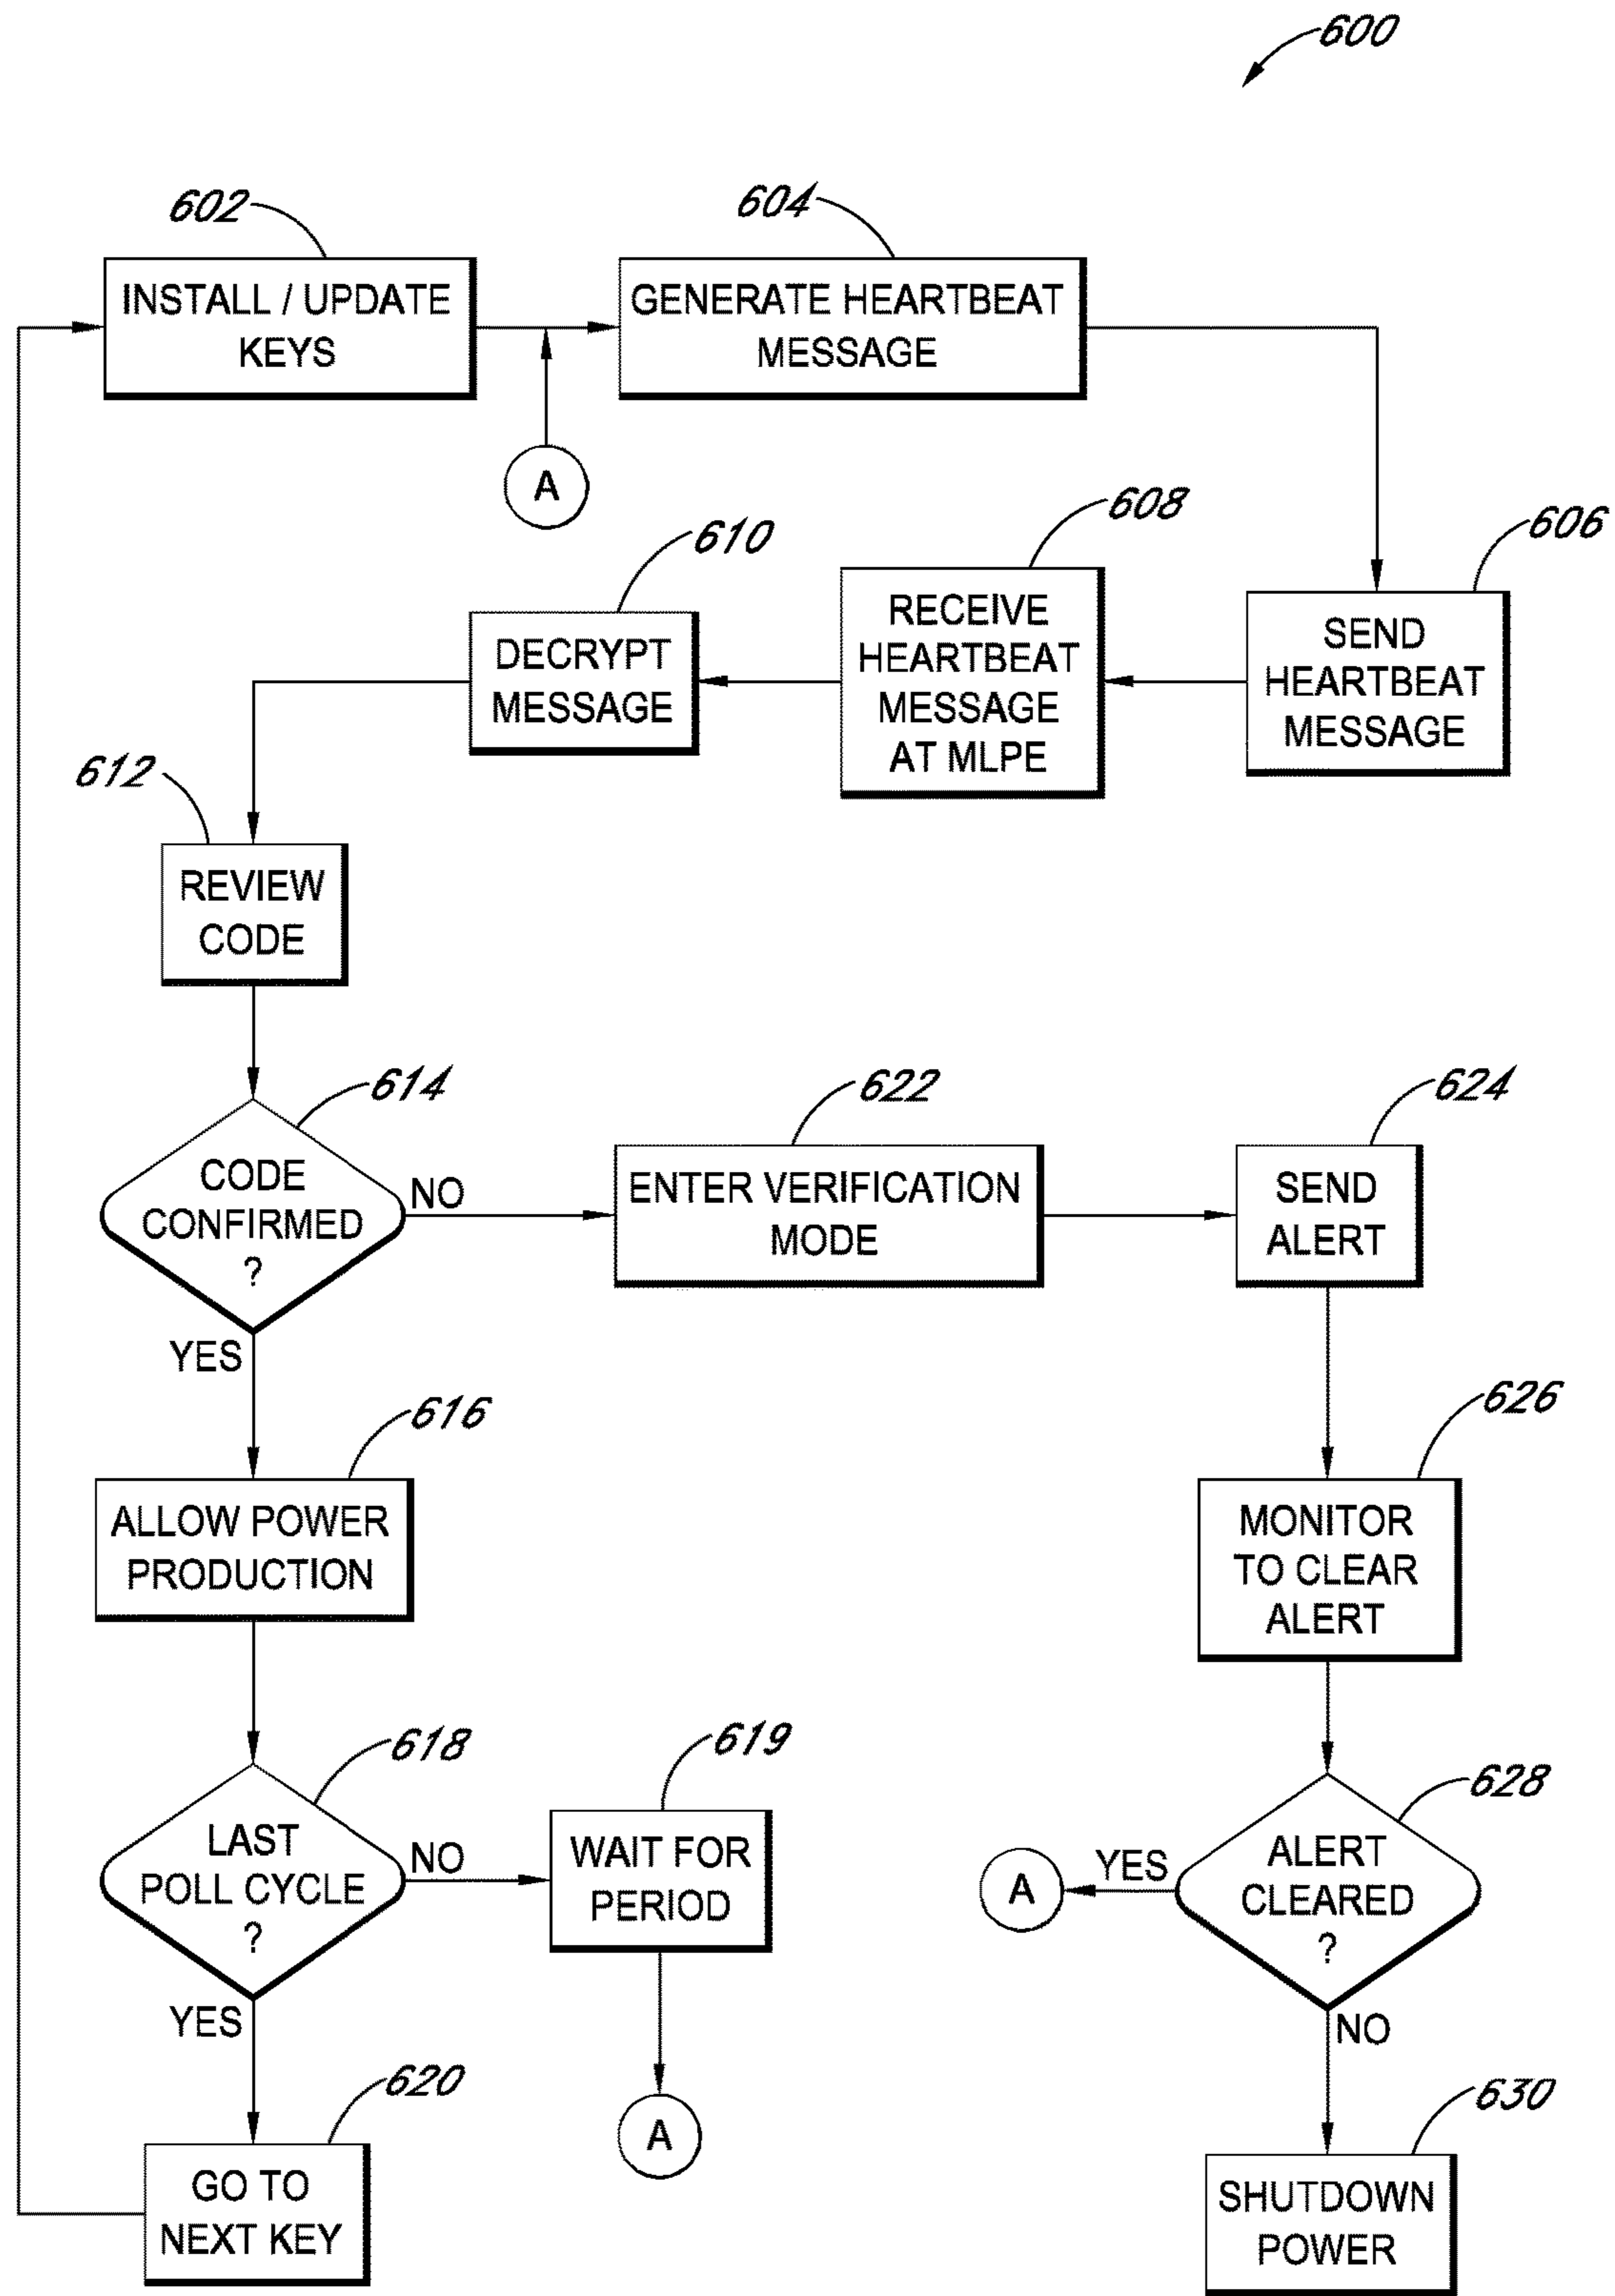 600
602
INSTALL / UPDATE
KEYS
604
GENERATE HEARTBEAT
MESSAGE
A
606
SEND
HEARTBEAT
MESSAGE
608
RECEIVE
HEARTBEAT
MESSAGE
AT MLPE
610
DECRYPT
MESSAGE
612
REVIEW
CODE
614
CODE
CONFIRMED
?
NO
YES
622
ENTER VERIFICATION
MODE
624
SEND
ALERT
616
ALLOW POWER
PRODUCTION
626
MONITOR
TO CLEAR
ALERT
618
LAST
POLL CYCLE
?
NO
YES
619
WAIT FOR
PERIOD
A
628
ALERT
CLEARED
?
YES
A
NO
620
GO TO
NEXT KEY
630
SHUTDOWN
POWER